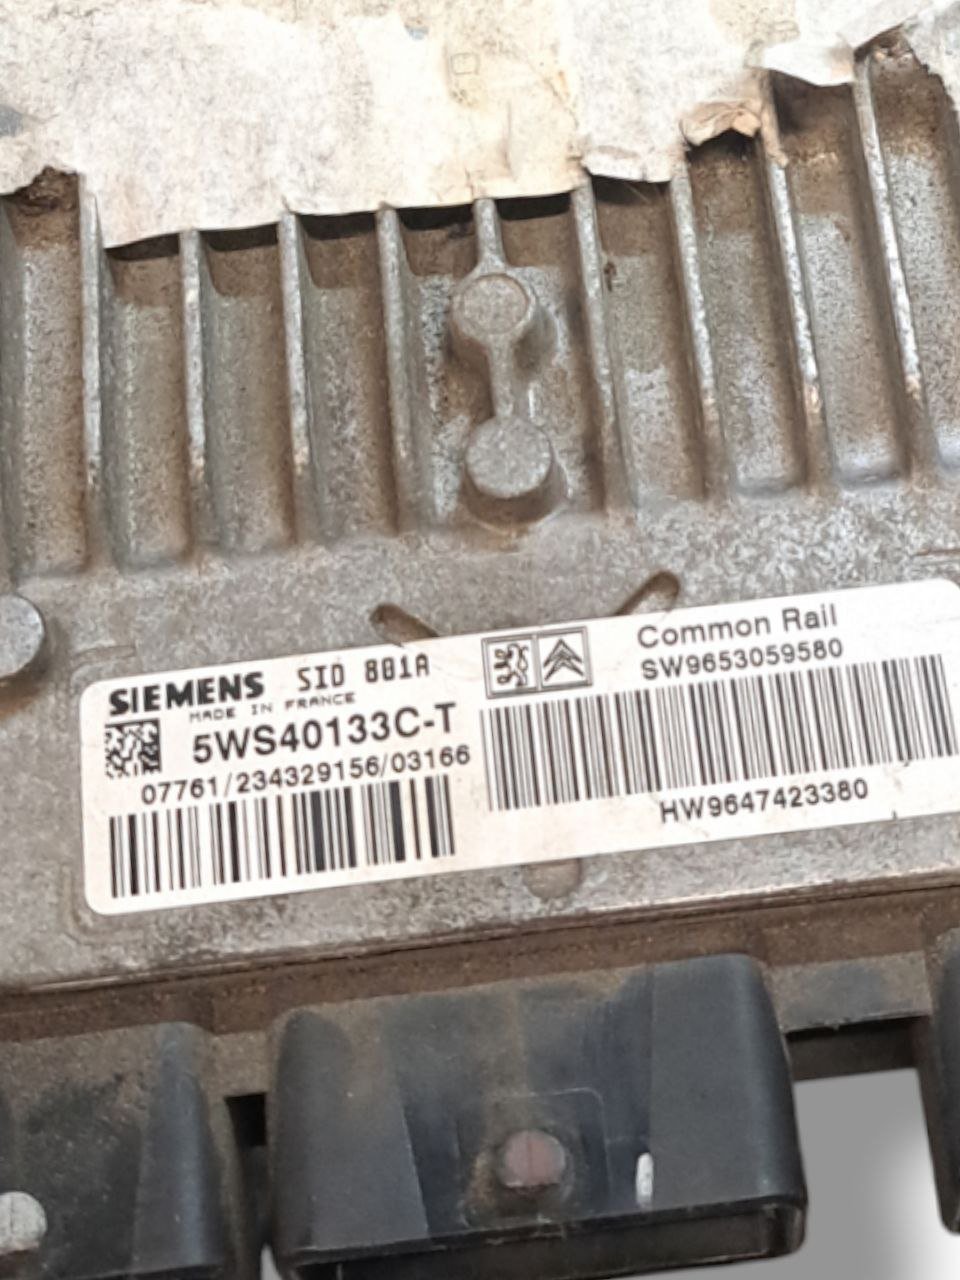 SIEMENS SID 801A
MADE IN FRANCE
5WS40133C-T
07761/234329156/03166
Common Rail
SW9653059580
HW9647423380